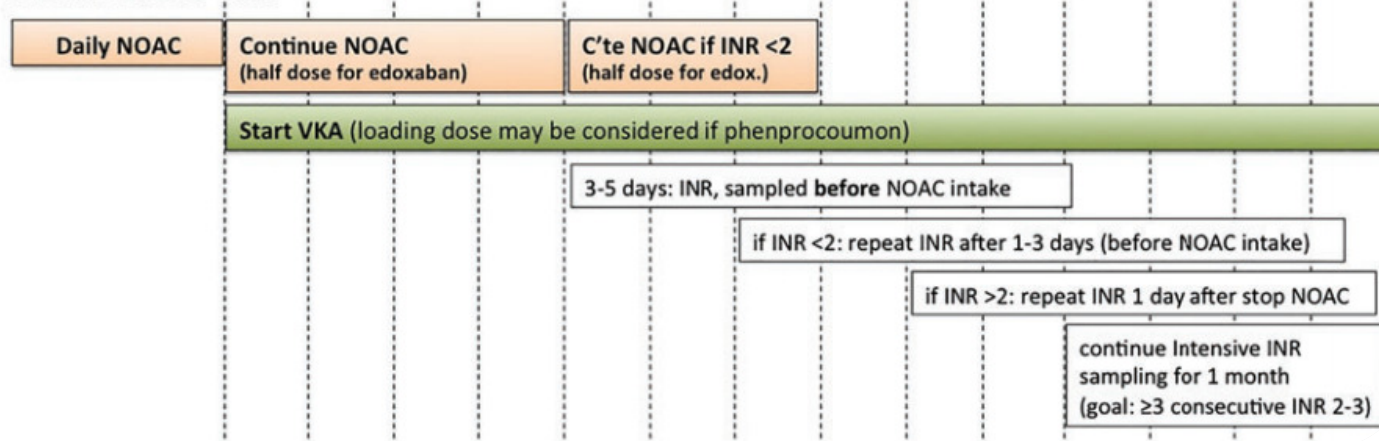 Daily NOAC
Continue NOAC
(half dose for edoxaban)
C'te NOAC if INR <2
(half dose for edox.)
Start VKA (loading dose may be considered if phenprocoumon)
3-5 days: INR, sampled before NOAC intake
if INR <2: repeat INR after 1-3 days (before NOAC intake)
if INR >2: repeat INR 1 day after stop NOAC
continue Intensive INR
sampling for 1 month
(goal: ≥3 consecutive INR 2-3)